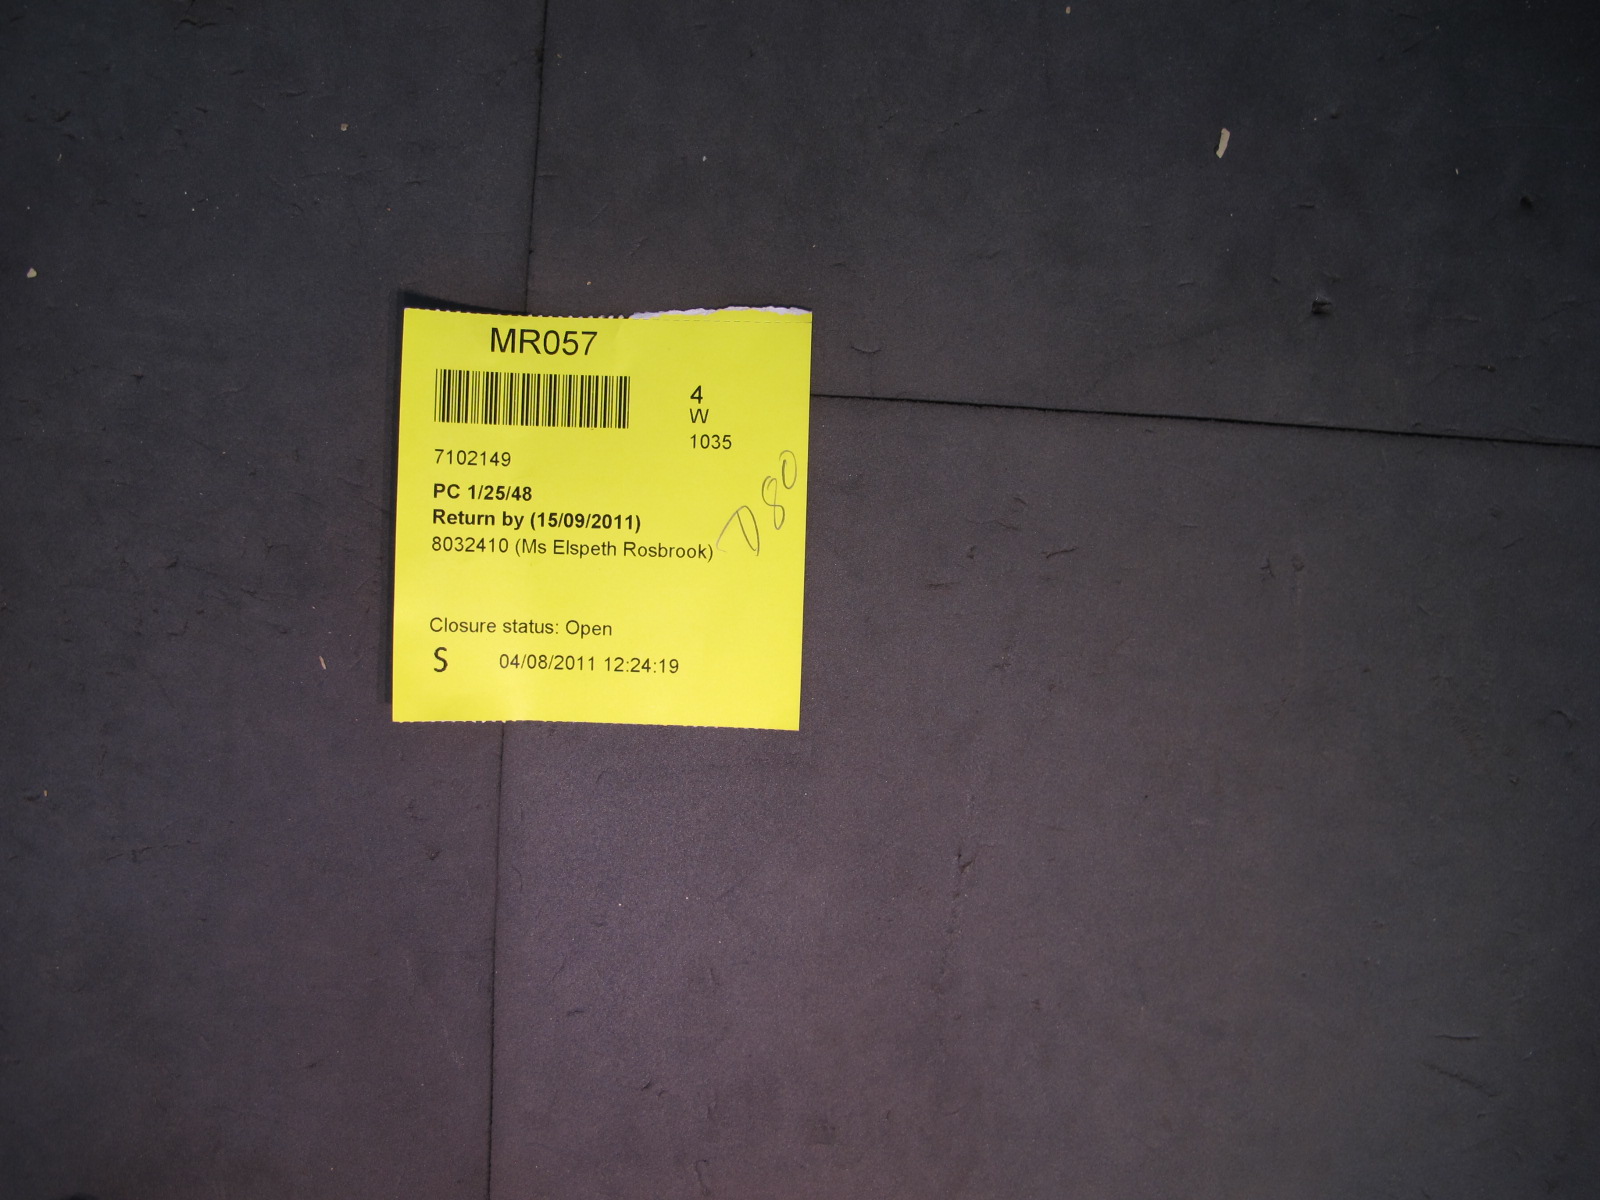 MR057
4
W
1035
7102149
PC 1/25/48
Return by (15/09/2011)
8032410 (Ms Elspeth Rosbrook)
D80
Closure status: Open
S 04/08/2011 12:24:19